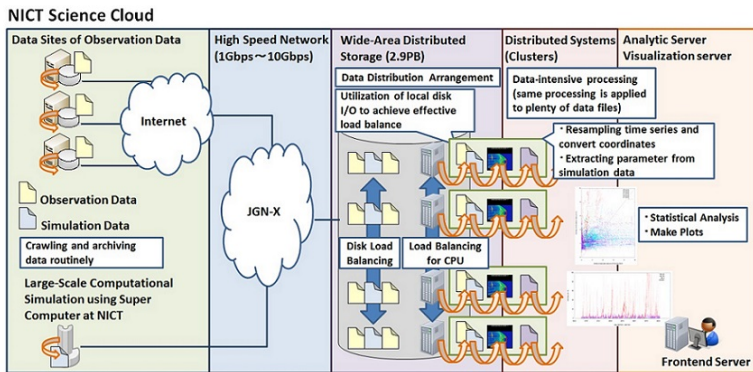 NICT Science Cloud
Data Sites of Observation Data
High Speed Network
(1Gbps～10Gbps)
Wide-Area Distributed
Storage (2.9PB)
Distributed Systems
(Clusters)
Analytic Server
Visualization server
Data Distribution Arrangement
Utilization of local disk
I/O to achieve effective
load balance
Data-intensive processing
(same processing is applied
to plenty of data files)
・Resampling time series and
convert coordinates
・Extracting parameter from
simulation data
Internet
JGN-X
Observation Data
Simulation Data
Crawling and archiving
data routinely
Disk Load
Balancing
Load Balancing
for CPU
・Statistical Analysis
・Make Plots
Large-Scale Computational
Simulation using Super
Computer at NICT
Frontend Server